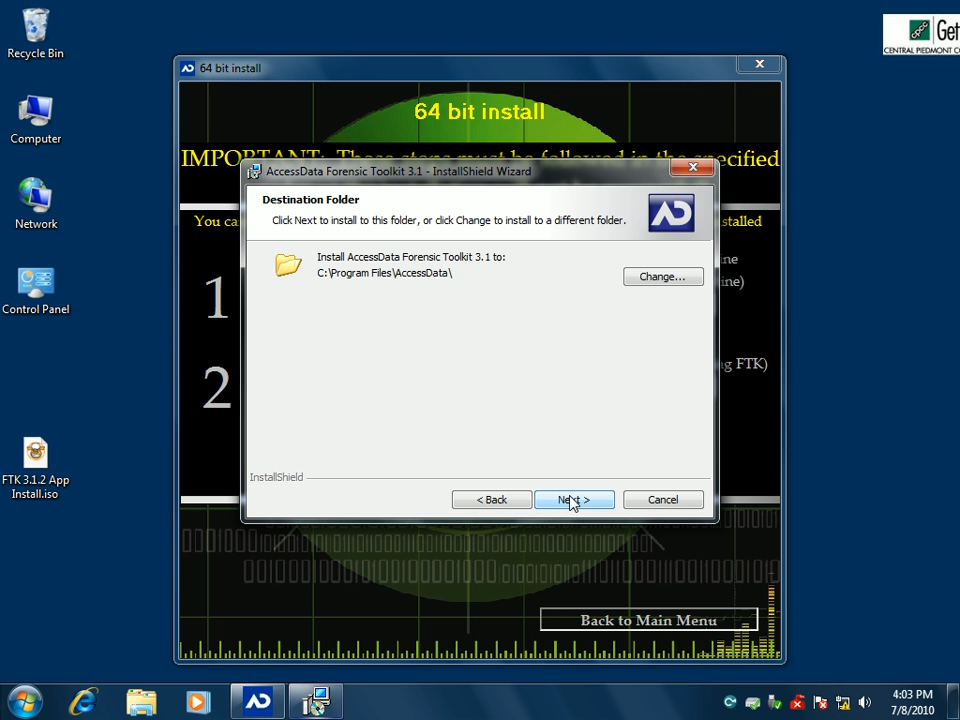 Recycle Bin
Computer
Network
Control Panel
FTK 3.1.2 App
Install.iso
Get
CENTRAL PIEDMONT CO
64 bit install
64 bit install
IMPORTANT: These steps must be followed in the specified
You ca
nstalled
ine
ine)
1
g FTK)
2
AccessData Forensic Toolkit 3.1 - InstallShield Wizard
Destination Folder
Click Next to install to this folder, or click Change to install to a different folder.
Install AccessData Forensic Toolkit 3.1 to:
C:\Program Files\AccessData\
Change...
InstallShield
< Back
Next >
Cancel
Back to Main Menu
4:03 PM
7/8/2010